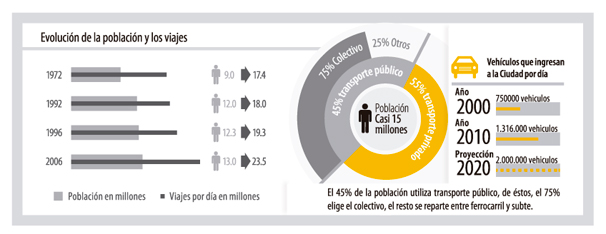 Evolución de la población y los viajes
1972 9.0 17.4
1992 12.0 18.0
1996 12.3 19.3
2006 13.0 23.5
Población en millones Viajes por día en millones
75% Colectivo
25% Otros
45% transporte público
55% transporte privado
Población
Casi 15
millones
Vehículos que ingresan
a la Ciudad por día
Año
2000 750000 vehículos
Año
2010 1.316.000 vehículos
Proyección
2020 2.000.000 vehículos
El 45% de la población utiliza transporte público, de éstos, el 75%
elige el colectivo, el resto se reparte entre ferrocarril y subte.